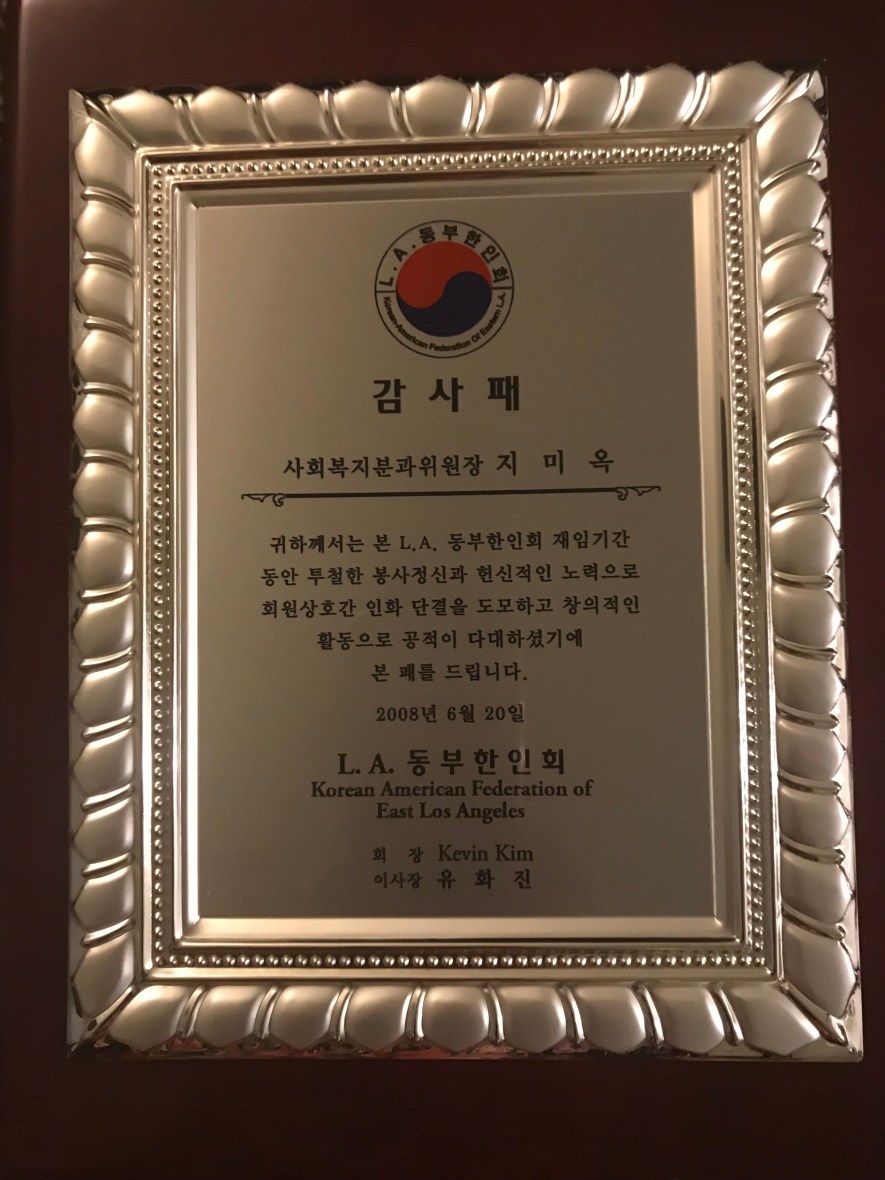 L.A.동부한인회
Korean-American Federation Of Eastern L.A.
감사패
사회복지분과위원장 지 미 옥
귀하께서는 본 L.A. 동부한인회 재임기간
동안 투철한 봉사정신과 헌신적인 노력으로
회원상호간 인화 단결을 도모하고 창의적인
활동으로 공적이 다대하셨기에
본 패를 드립니다.
2008년 6월 20일
L. A. 동부한인회
Korean American Federation of
East Los Angeles
회 장 Kevin Kim
이사장 유 화 진